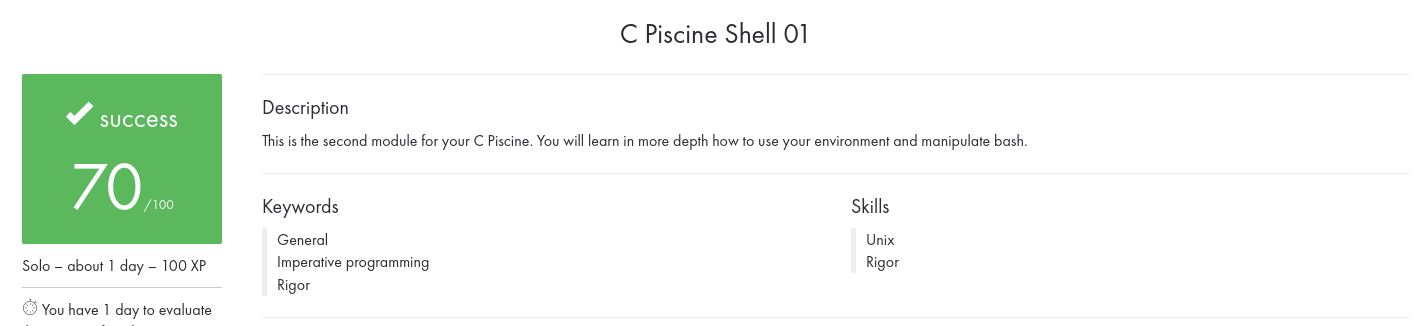 C Piscine Shell 01
success
70/100
Solo – about 1 day – 100 XP
You have 1 day to evaluate
Description
This is the second module for your C Piscine. You will learn in more depth how to use your environment and manipulate bash.
Keywords
General
Imperative programming
Rigor
Skills
Unix
Rigor